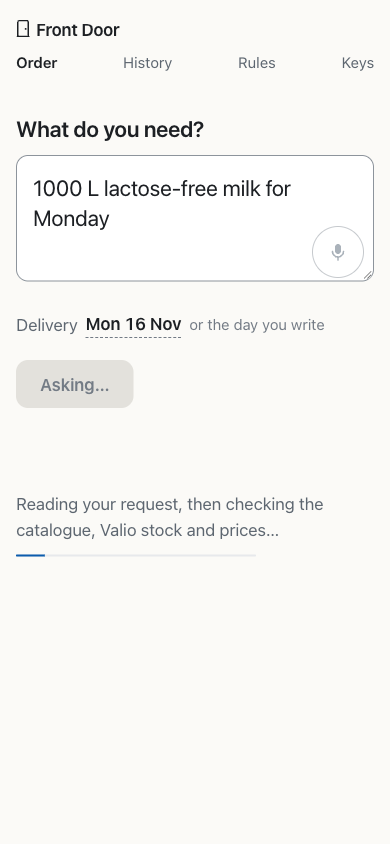 Front Door
Order History Rules Keys
What do you need?
1000 L lactose-free milk for
Monday
Delivery Mon 16 Nov or the day you write
Asking...
Reading your request, then checking the
catalogue, Valio stock and prices...